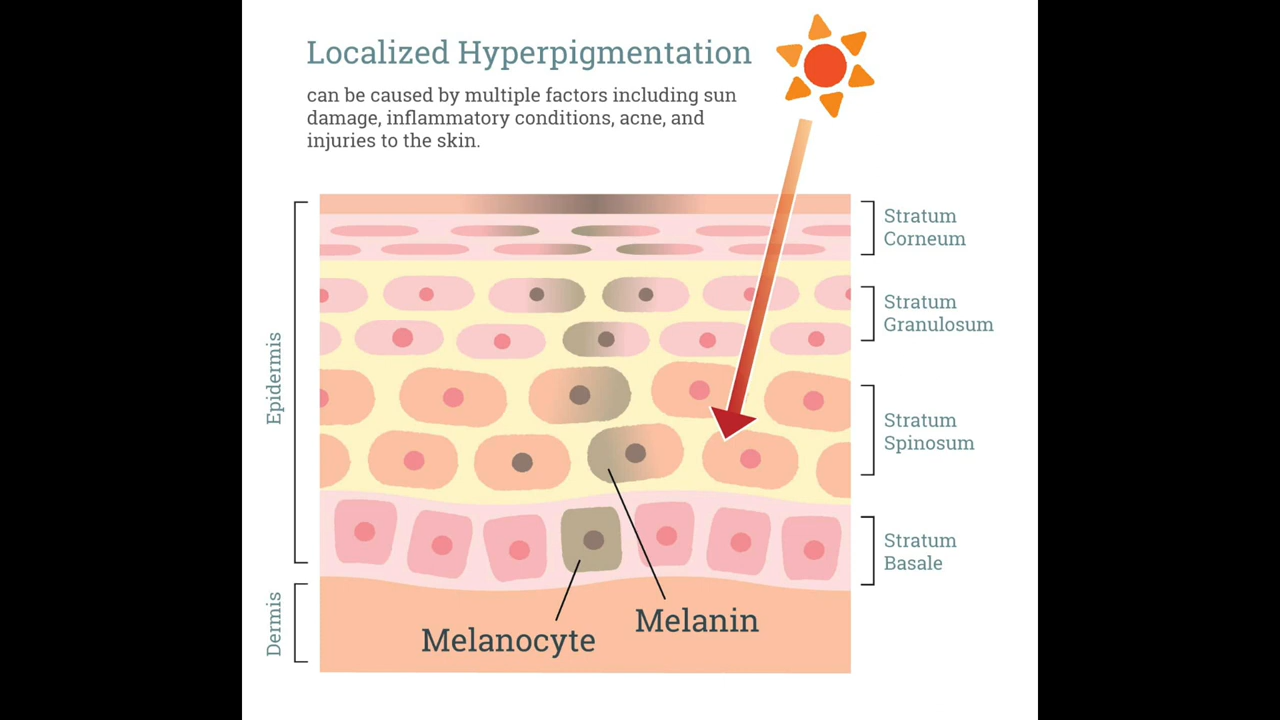 Localized Hyperpigmentation
can be caused by multiple factors including sun
damage, inflammatory conditions, acne, and
injuries to the skin.
Epidermis
Dermis
Stratum
Corneum
Stratum
Granulosum
Stratum
Spinosum
Stratum
Basale
Melanin
Melanocyte